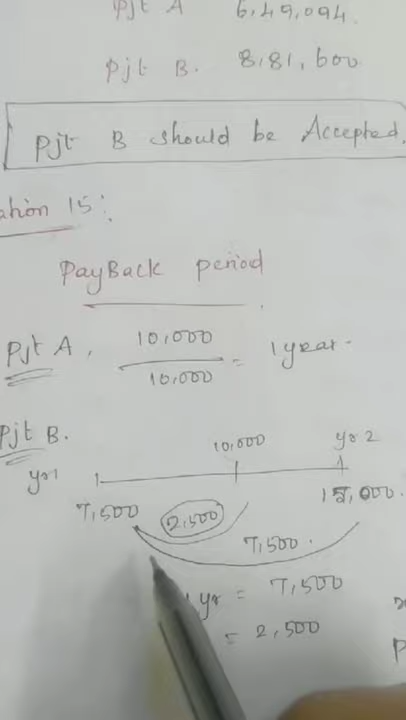 Pjt A 6,49,094
Pjt B. 8,81,600
Pjt B should be Accepted.
ation 15:
PayBack period
Pjt A, 10,000 / 10,000 = 1 year.
Pjt B.
10,000 yr 2
yr1
7,500 2,500 15,000.
7,500.
yr = 7,500
= 2,500